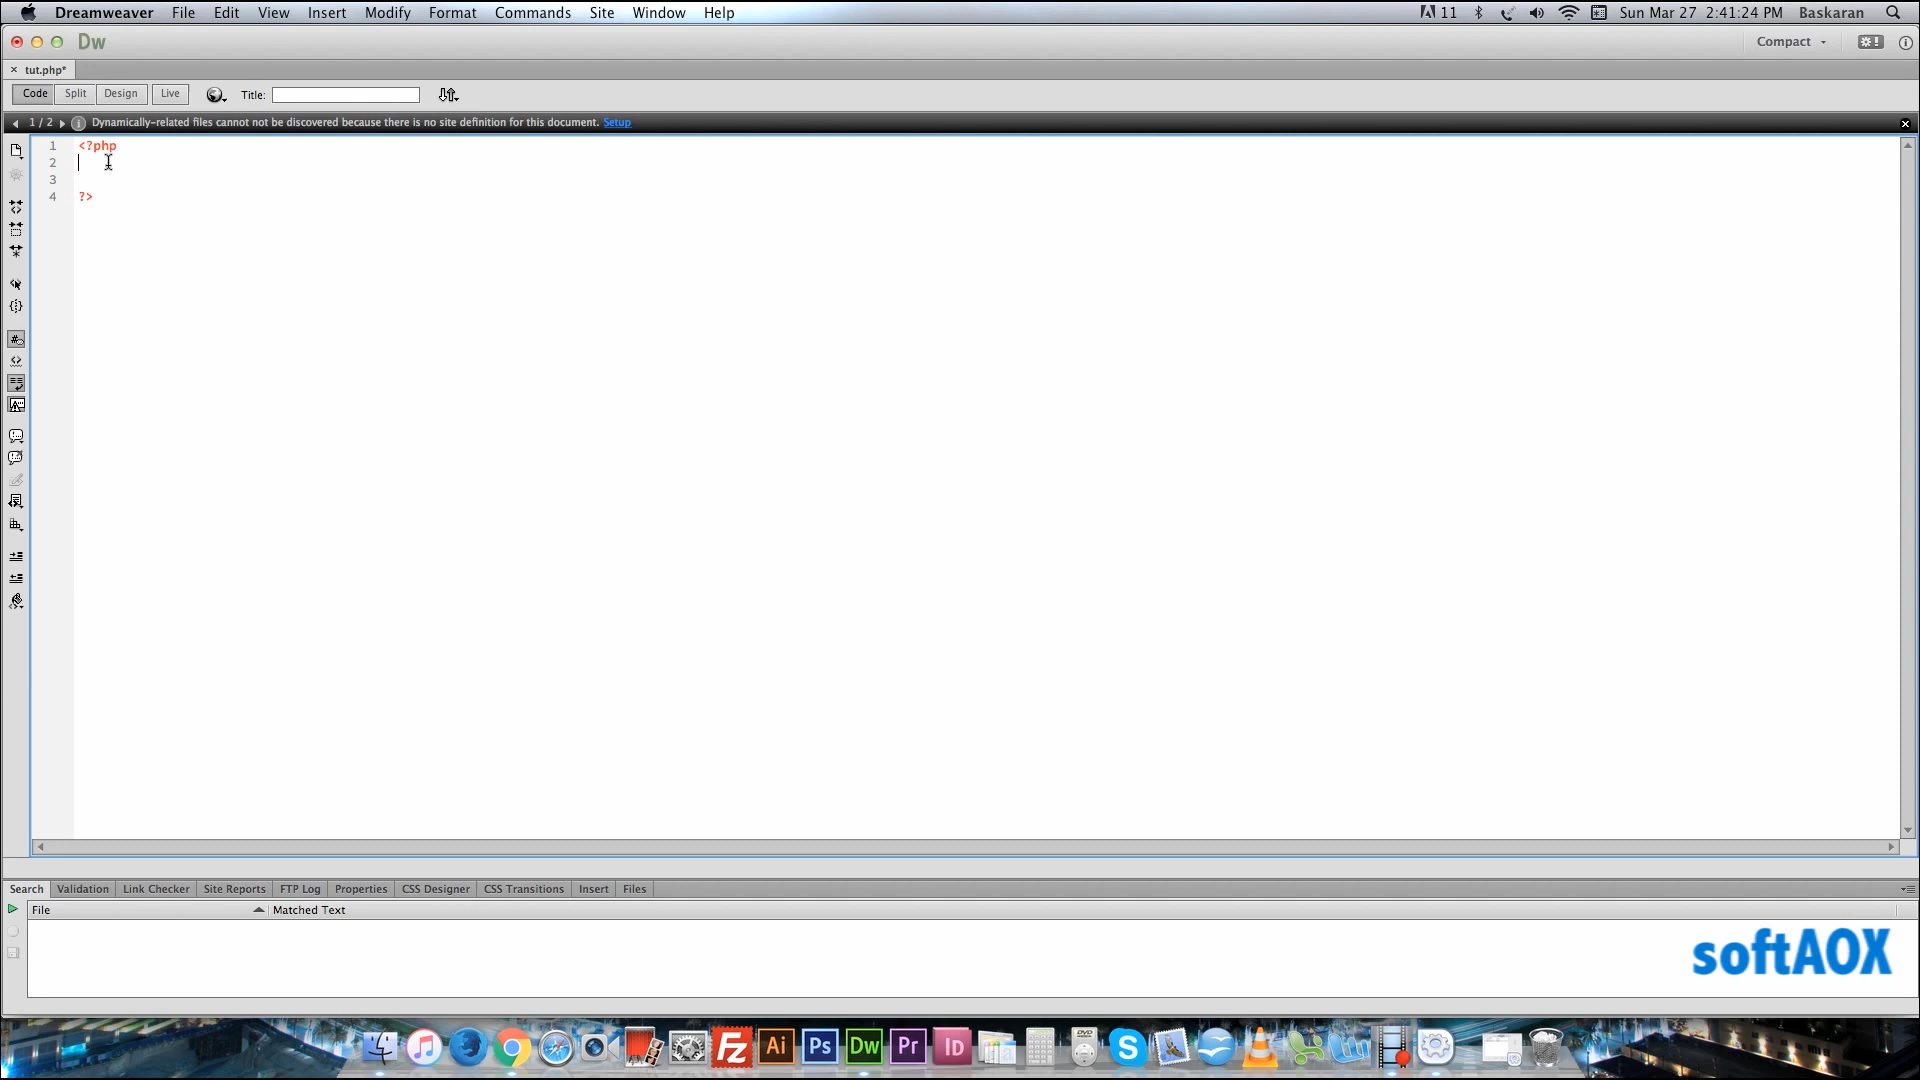 Dreamweaver File Edit View Insert Modify Format Commands Site Window Help 11 Sun Mar 27 2:41:24 PM Baskaran
Dw Compact
tut.php*
Code Split Design Live Title:
1 / 2 Dynamically-related files cannot not be discovered because there is no site definition for this document. Setup
1 <?php
2
3
4 ?>
Search Validation Link Checker Site Reports FTP Log Properties CSS Designer CSS Transitions Insert Files
File Matched Text
softAOX
Fz Ai Ps Dw Pr Id